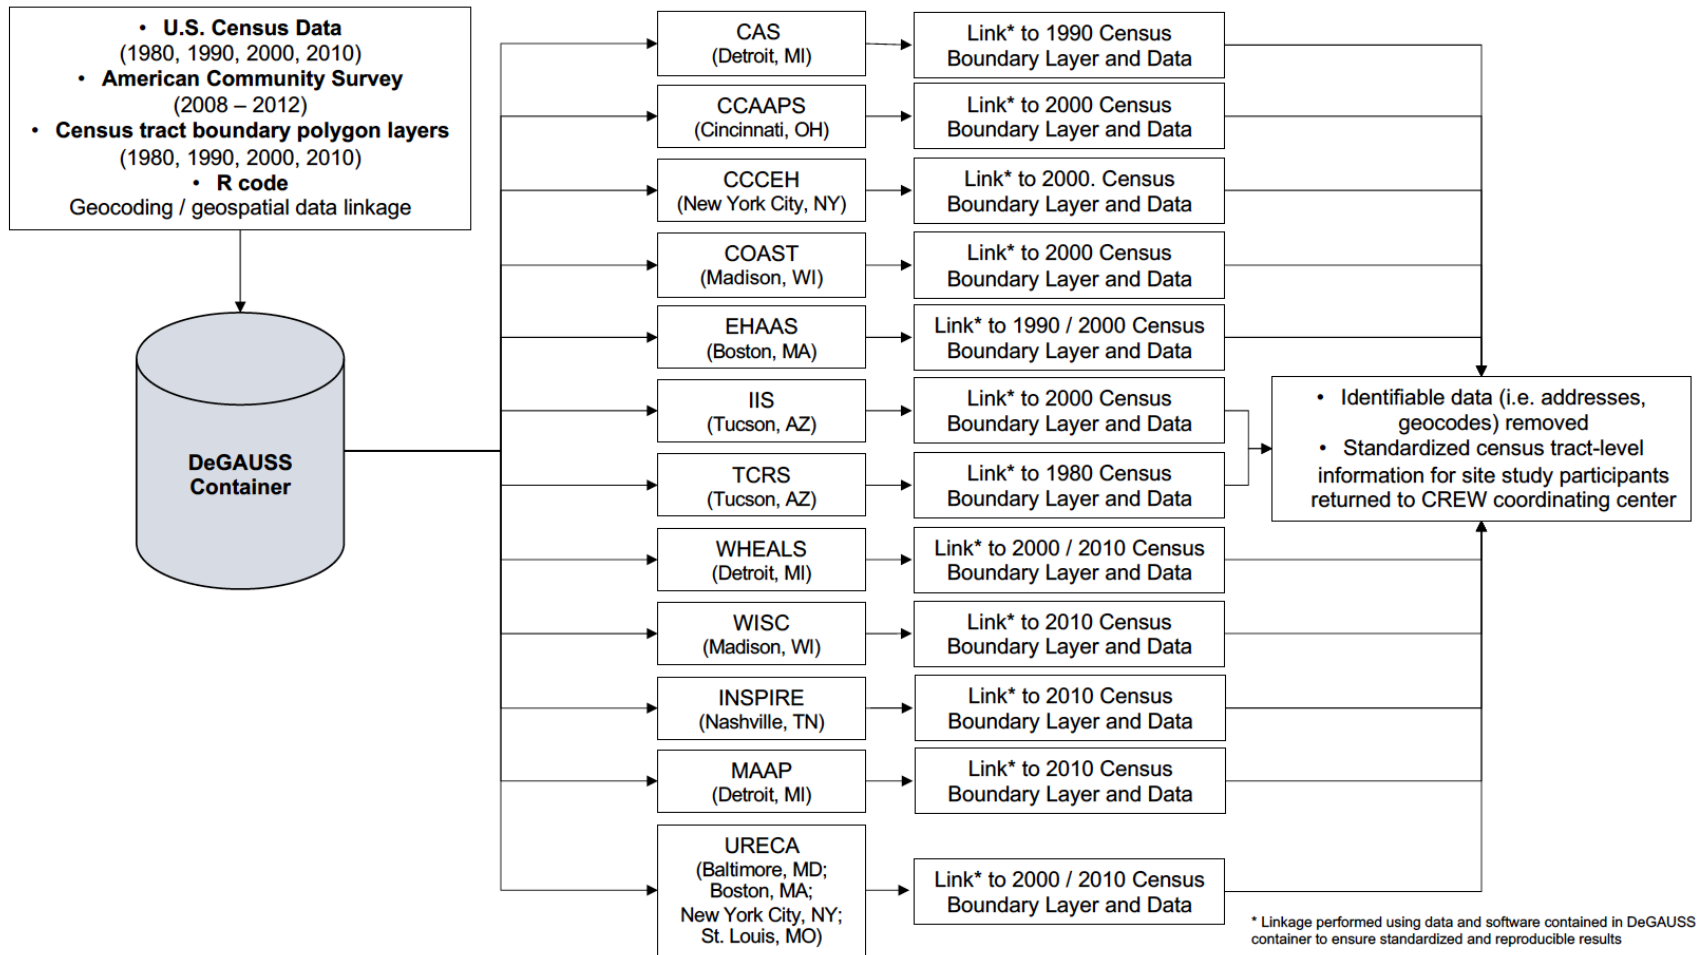 • U.S. Census Data
(1980, 1990, 2000, 2010)
• American Community Survey
(2008 – 2012)
• Census tract boundary polygon layers
(1980, 1990, 2000, 2010)
• R code
Geocoding / geospatial data linkage
DeGAUSS
Container
CAS
(Detroit, MI)
Link* to 1990 Census
Boundary Layer and Data
CCAAPS
(Cincinnati, OH)
Link* to 2000 Census
Boundary Layer and Data
CCCEH
(New York City, NY)
Link* to 2000. Census
Boundary Layer and Data
COAST
(Madison, WI)
Link* to 2000 Census
Boundary Layer and Data
EHAAS
(Boston, MA)
Link* to 1990 / 2000 Census
Boundary Layer and Data
IIS
(Tucson, AZ)
Link* to 2000 Census
Boundary Layer and Data
TCRS
(Tucson, AZ)
Link* to 1980 Census
Boundary Layer and Data
WHEALS
(Detroit, MI)
Link* to 2000 / 2010 Census
Boundary Layer and Data
WISC
(Madison, WI)
Link* to 2010 Census
Boundary Layer and Data
INSPIRE
(Nashville, TN)
Link* to 2010 Census
Boundary Layer and Data
MAAP
(Detroit, MI)
Link* to 2010 Census
Boundary Layer and Data
URECA
(Baltimore, MD;
Boston, MA;
New York City, NY;
St. Louis, MO)
Link* to 2000 / 2010 Census
Boundary Layer and Data
• Identifiable data (i.e. addresses,
geocodes) removed
• Standardized census tract-level
information for site study participants
returned to CREW coordinating center
* Linkage performed using data and software contained in DeGAUSS
container to ensure standardized and reproducible results